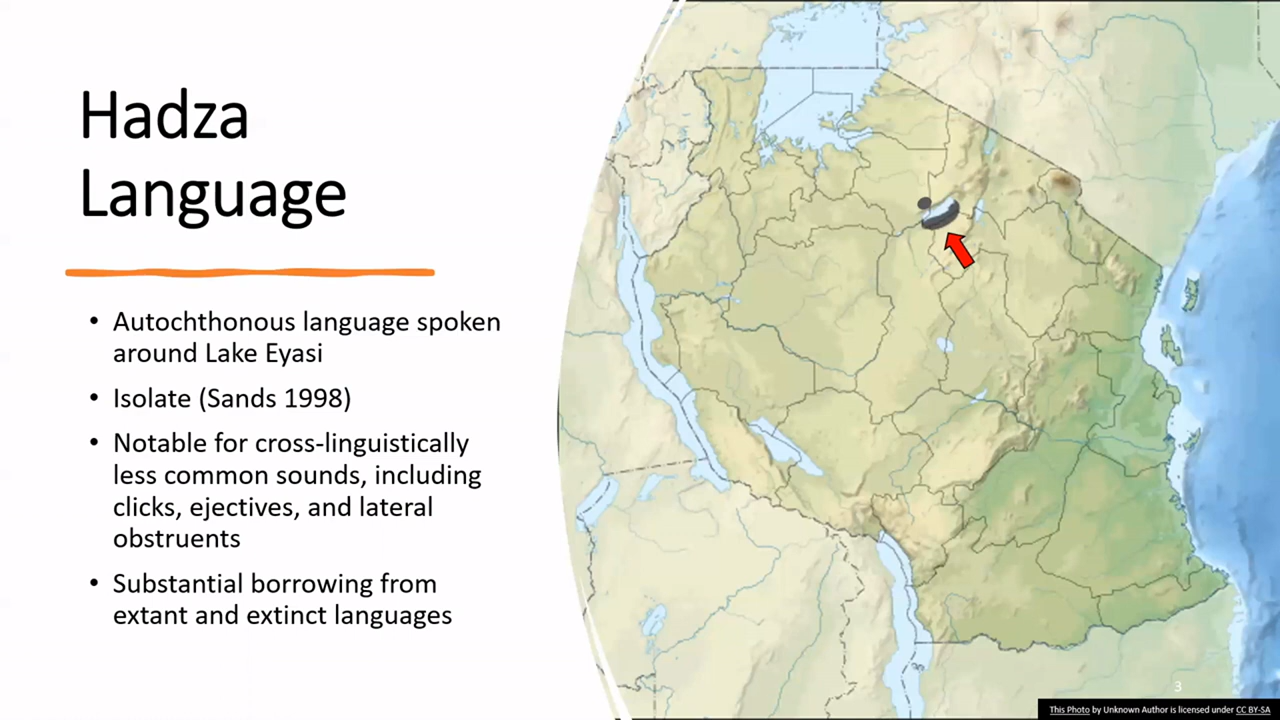 Hadza
Language
• Autochthonous language spoken
around Lake Eyasi
• Isolate (Sands 1998)
• Notable for cross-linguistically
less common sounds, including
clicks, ejectives, and lateral
obstruents
• Substantial borrowing from
extant and extinct languages
3
This Photo by Unknown Author is licensed under CC BY-SA